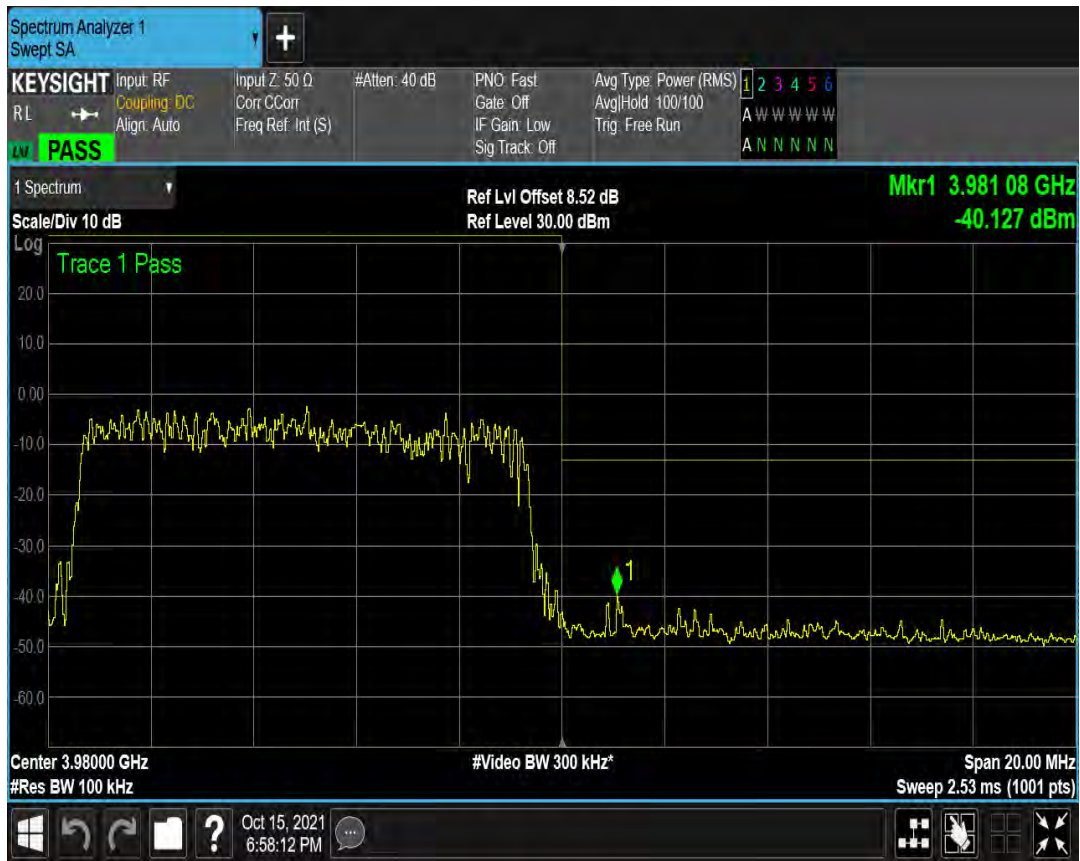 Spectrum Analyzer 1
Swept SA
+
KEYSIGHT Input: RF Input Z: 50 Ω #Atten: 40 dB PNO: Fast Avg Type: Power (RMS) 1 2 3 4 5 6
RL Coupling: DC Corr CCorr Gate: Off Avg|Hold: 100/100 A W W W W W
Align: Auto Freq Ref: Int (S) IF Gain: Low Trig: Free Run
PASS Sig Track: Off A N N N N N
1 Spectrum Ref Lvl Offset 8.52 dB Mkr1 3.981 08 GHz
Scale/Div 10 dB Ref Level 30.00 dBm -40.127 dBm
Log
Trace 1 Pass
20.0
10.0
0.00
-10.0
-20.0
-30.0
1
-40.0
-50.0
-60.0
Center 3.98000 GHz #Video BW 300 kHz* Span 20.00 MHz
#Res BW 100 kHz Sweep 2.53 ms (1001 pts)
? Oct 15, 2021
6:58:12 PM